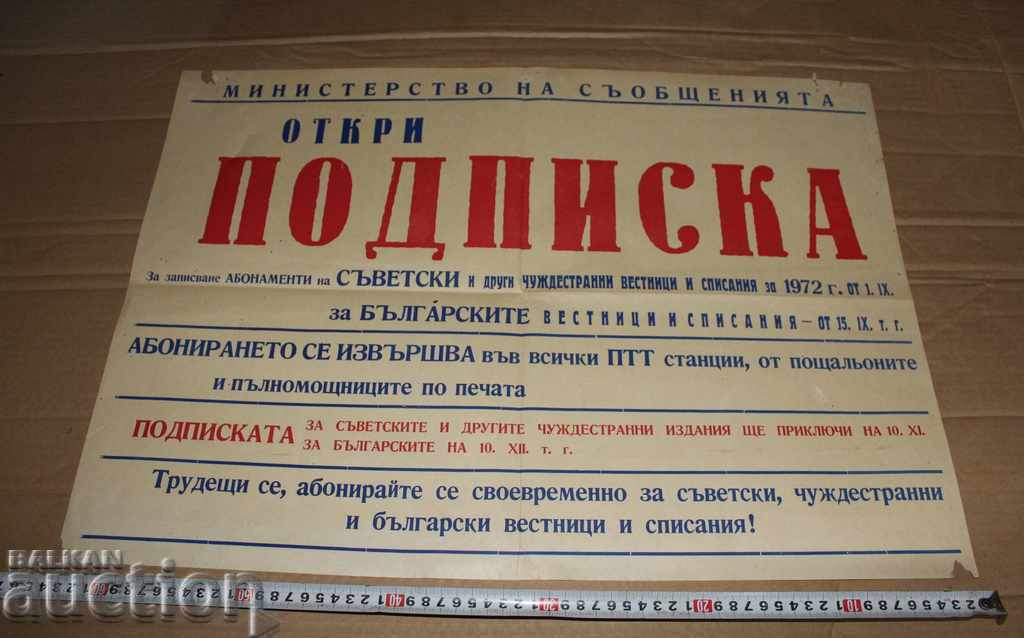 МИНИСТЕРСТВО НА СЪОБЩЕНИЯТА
ОТКРИ
ПОДПИСКА
За записване АБОНАМЕНТИ на СЪВЕТСКИ и други ЧУЖДЕСТРАННИ ВЕСТНИЦИ И СПИСАНИЯ за 1972 г. ОТ 1. IX.
за БЪЛГА́РСКИТЕ ВЕСТНИЦИ И СПИСАНИЯ – ОТ 15. IX. т. г.
АБОНИРАНЕТО СЕ ИЗВЪРШВА във всички ПТТ станции, от пощальоните
и пълномощниците по печата
ПОДПИСКАТА ЗА СЪВЕТСКИТЕ И ДРУГИТЕ ЧУЖДЕСТРАННИ ИЗДАНИЯ ЩЕ ПРИКЛЮЧИ НА 10. XI.
ЗА БЪЛГАРСКИТЕ НА 10. XII. т. г.
Трудещи се, абонирайте се своевременно за съветски, чуждестранни
и български вестници и списания!
BALKAN
auction